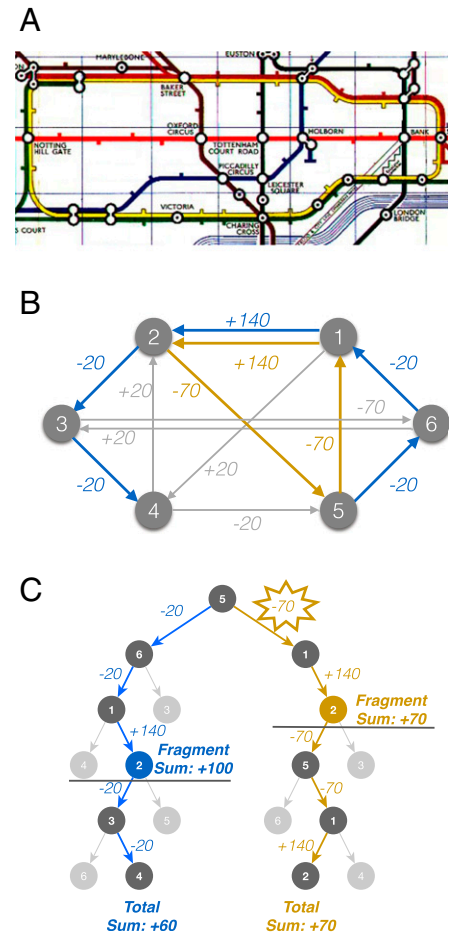 A
MARYLEBONE
EUSTON
BAKER
STREET
OXFORD
CIRCUS
HOLBORN
BANK
NOTTING
HILL GATE
TOTTENHAM
COURT ROAD
PICCADILLY
CIRCUS
LEICESTER
SQUARE
VICTORIA
LONDON
BRIDGE
S COURT
CHARING
CROSS
B
+140
2
1
-20
+140
-20
+20
-70
-70
3
6
+20
-70
-20
+20
-20
4
5
-20
C
5
-20
-70
6
1
-20
+140
1
3
2
Fragment
Sum: +70
+140
-70
4
2
Fragment
Sum: +100
5
3
-20
-70
3
5
6
1
-20
+140
6
4
2
4
Total
Sum: +60
Total
Sum: +70